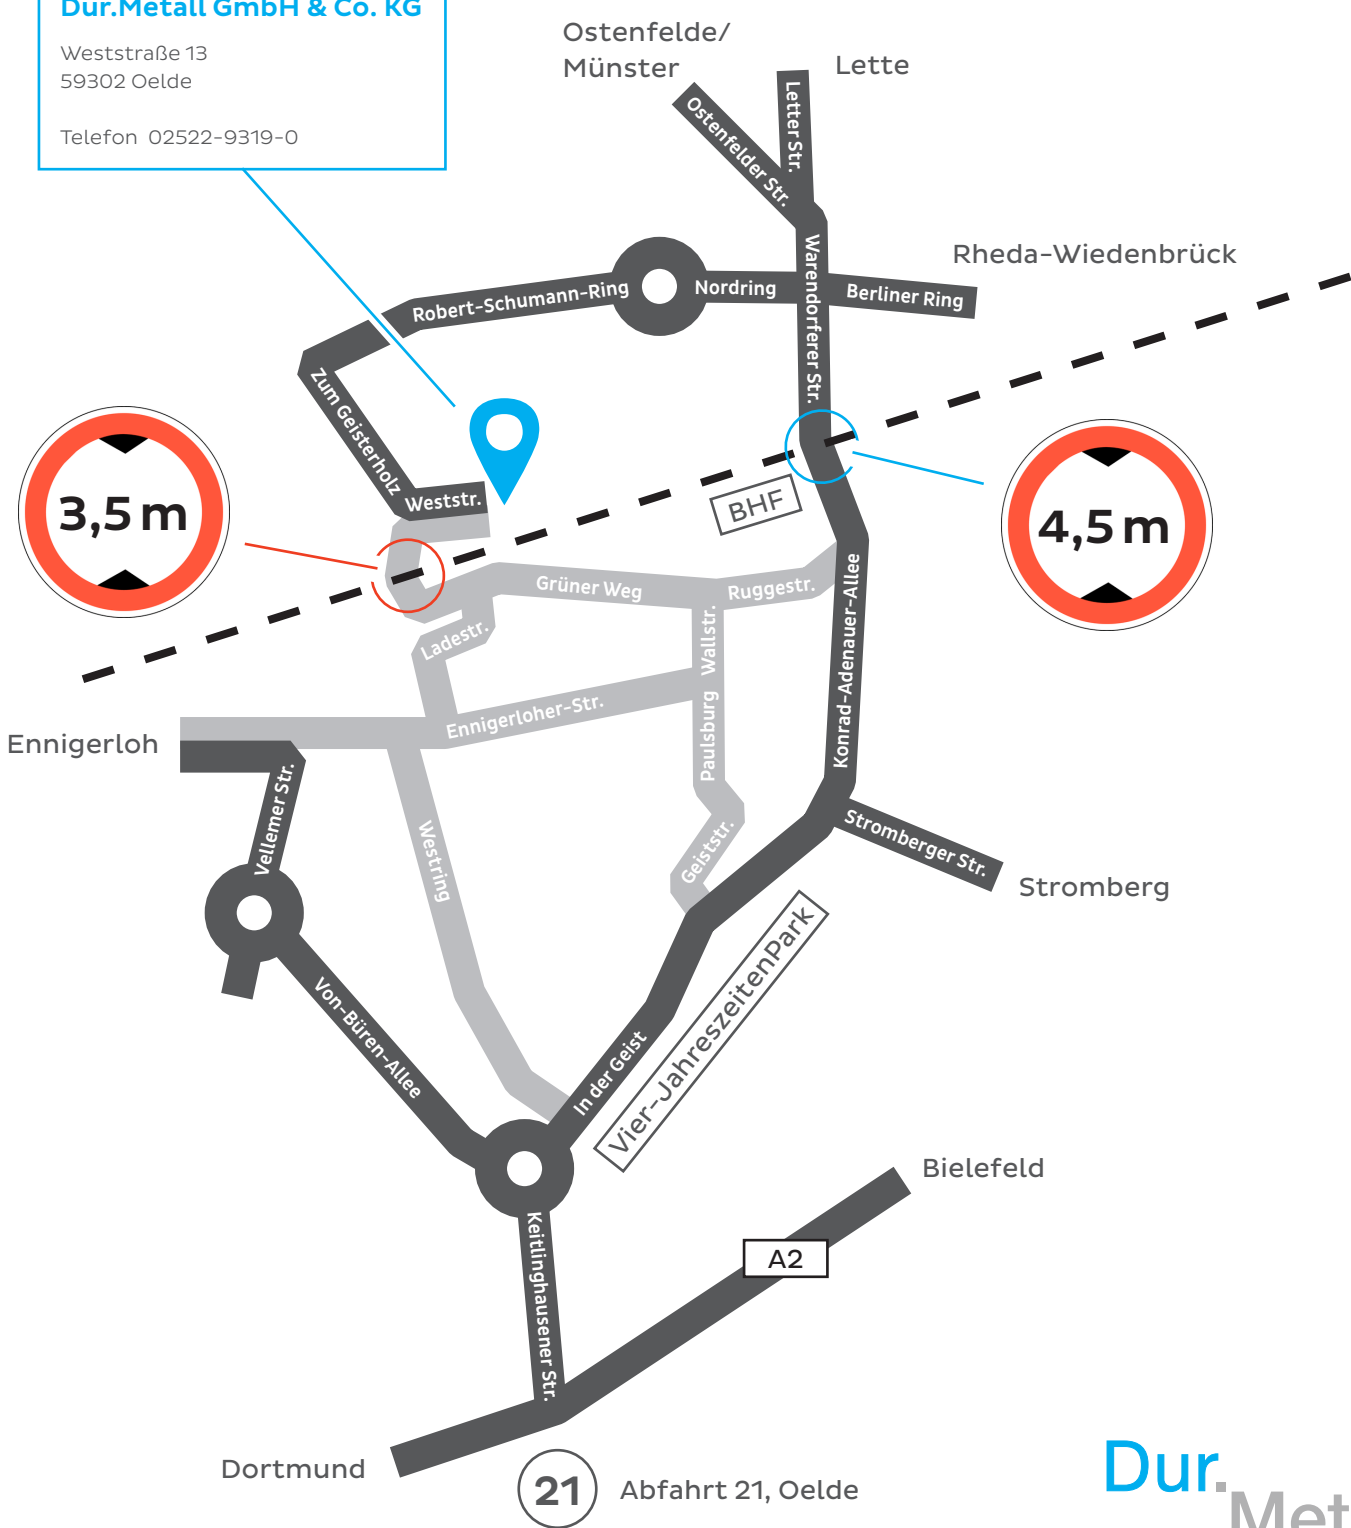 Dur.Metall GmbH & Co. KG
Weststraße 13
59302 Oelde
Telefon 02522-9319-0
Ostenfelde/
Münster
Lette
Letter Str.
Ostenfelder Str.
Warendorferer Str.
Rheda-Wiedenbrück
Robert-Schumann-Ring
Nordring
Berliner Ring
Zum Geisterholz
Weststr.
3,5 m
BHF
4,5 m
Grüner Weg
Ruggestr.
Ladestr.
Wallstr.
Konrad-Adenauer-Allee
Ennigerloher-Str.
Paulsburg
Ennigerloh
Vellemer Str.
Westring
Geiststr.
Stromberger Str.
Stromberg
Von-Büren-Allee
In der Geist
Vier-JahreszeitenPark
Bielefeld
A2
Keitlinghausener Str.
Dortmund
21
Abfahrt 21, Oelde
Dur.
Met